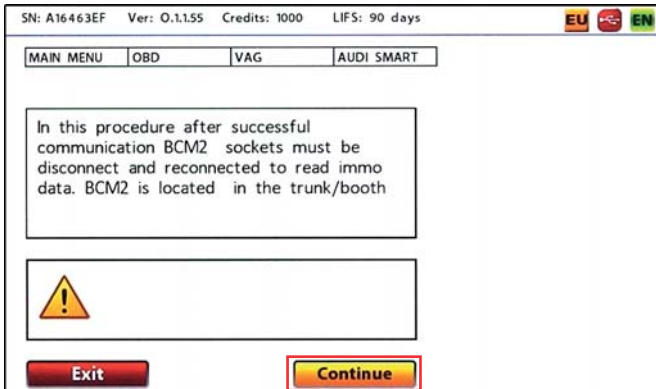 SN: A16463EF Ver: 0.1.1.55 Credits: 1000 LIFS: 90 days EU EN
MAIN MENU OBD VAG AUDI SMART
In this procedure after successful
communication BCM2 sockets must be
disconnect and reconnected to read immo
data. BCM2 is located in the trunk/booth
Exit Continue